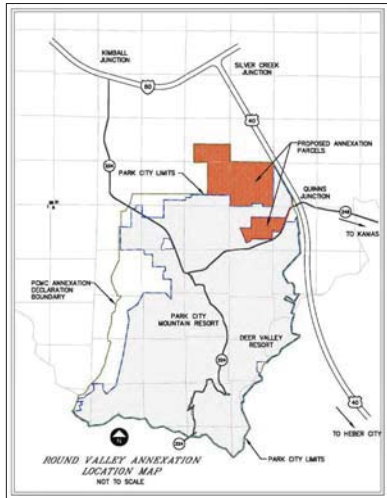 KIMBALL
JUNCTION
SILVER CREEK
JUNCTION
80
40
PROPOSED ANNEXATION
PARCELS
224
PARK CITY LIMITS
QUINNS
JUNCTION
248
TO KAMAS
PCMC ANNEXATION
DECLARATION
BOUNDARY
PARK CITY
MOUNTAIN RESORT
DEER VALLEY
RESORT
224
40
TO HEBER CITY
224
N
PARK CITY LIMITS
ROUND VALLEY ANNEXATION
LOCATION MAP
NOT TO SCALE